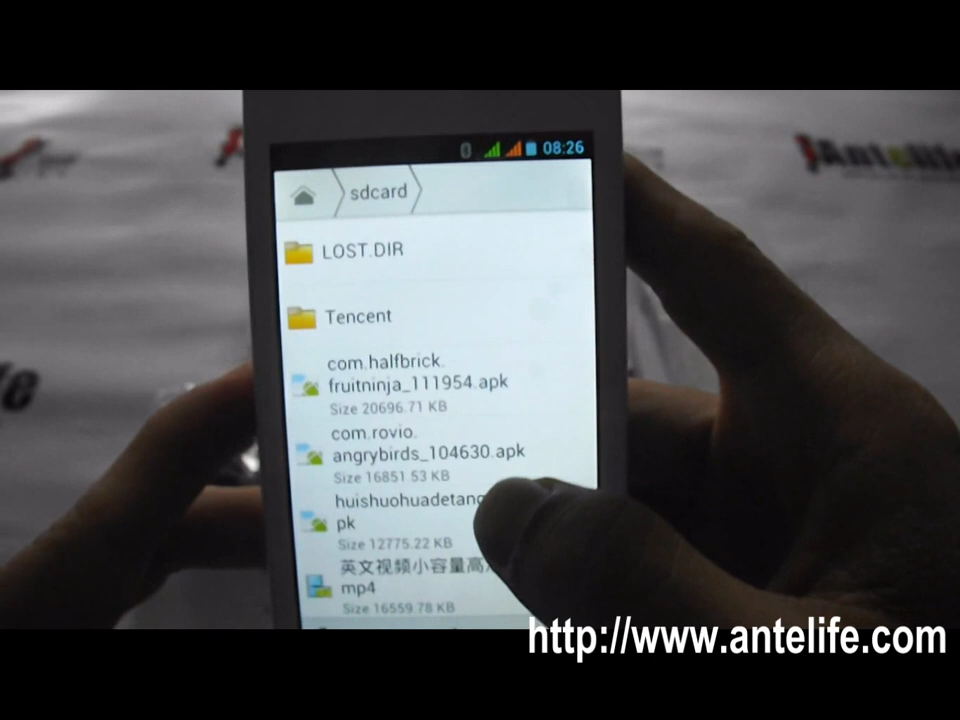 08:26
sdcard
LOST.DIR
Tencent
com.halfbrick.
fruitninja_111954.apk
Size 20696.71 KB
com.rovio.
angrybirds_104630.apk
Size 16851.53 KB
huishuohuadetang
pk
Size 12775.22 KB
英文视频小容量高
mp4
Size 16559.78 KB
Antelife
http://www.antelife.com